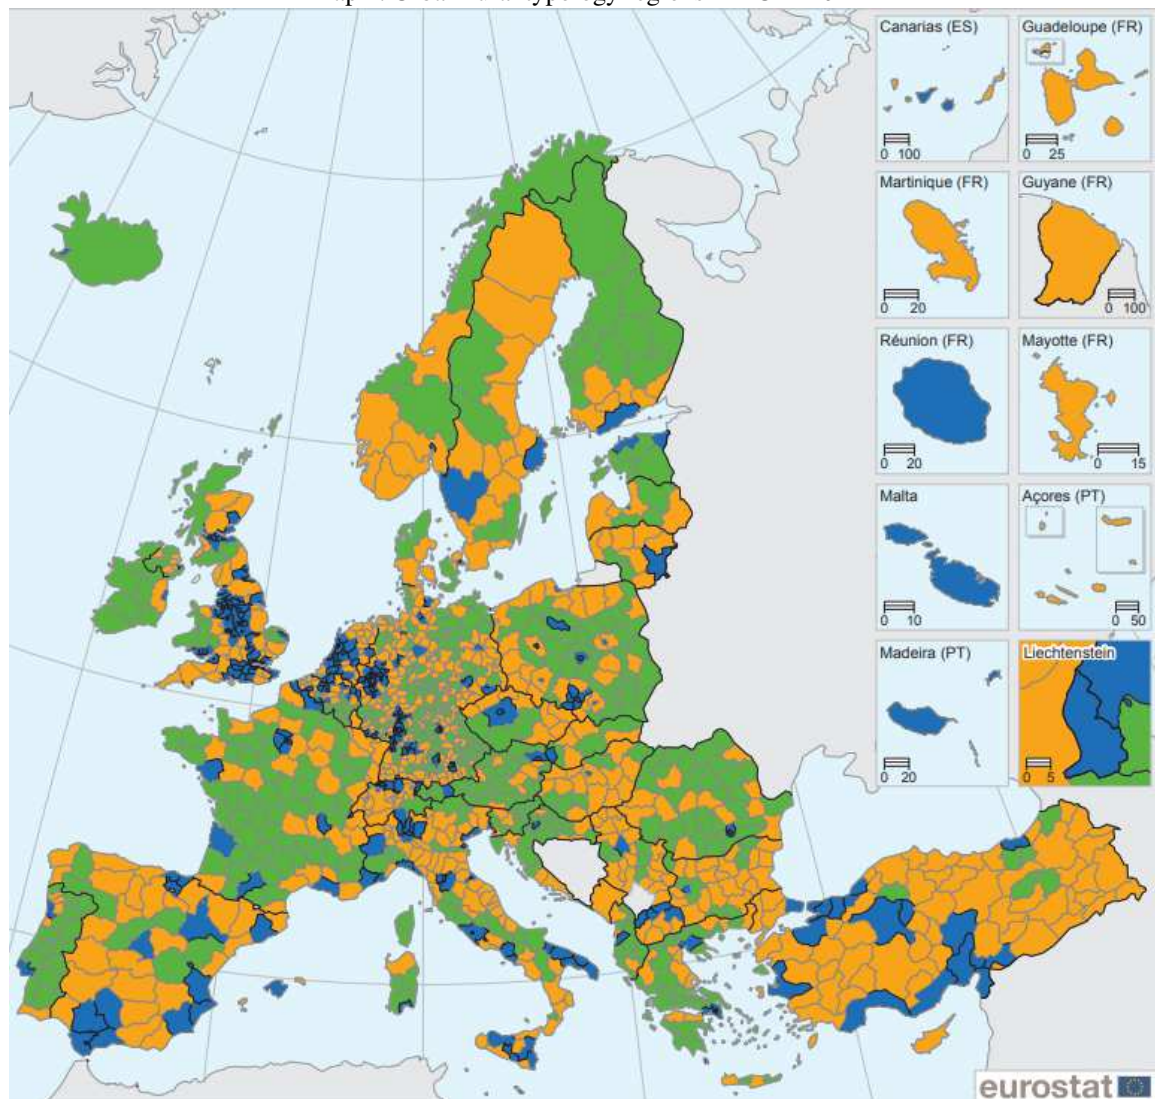 Canarias (ES)
0 100
Guadeloupe (FR)
0 25
Martinique (FR)
0 20
Guyane (FR)
0 100
Réunion (FR)
0 20
Mayotte (FR)
0 15
Malta
0 10
Açores (PT)
0 50
Madeira (PT)
0 20
Liechtenstein
0 5
eurostat